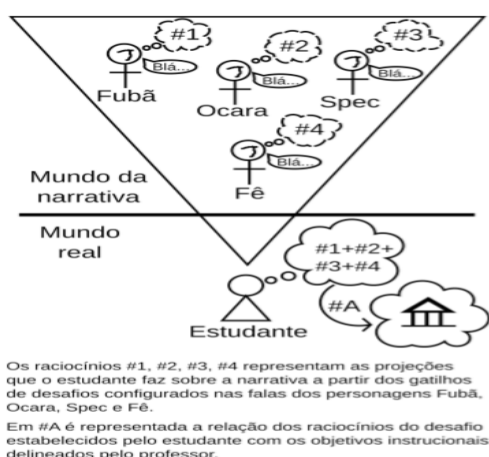 #1
Blá...
Fubã
#2
Blá...
Ocara
#3
Blá...
Spec
#4
Blá...
Fê
Mundo da
narrativa
Mundo
real
#1+#2+
#3+#4
#A
Estudante
Os raciocínios #1, #2, #3, #4 representam as projeções
que o estudante faz sobre a narrativa a partir dos gatilhos
de desafios configurados nas falas dos personagens Fubã,
Ocara, Spec e Fê.
Em #A é representada a relação dos raciocínios do desafio
estabelecidos pelo estudante com os objetivos instrucionais
delineados pelo professor.